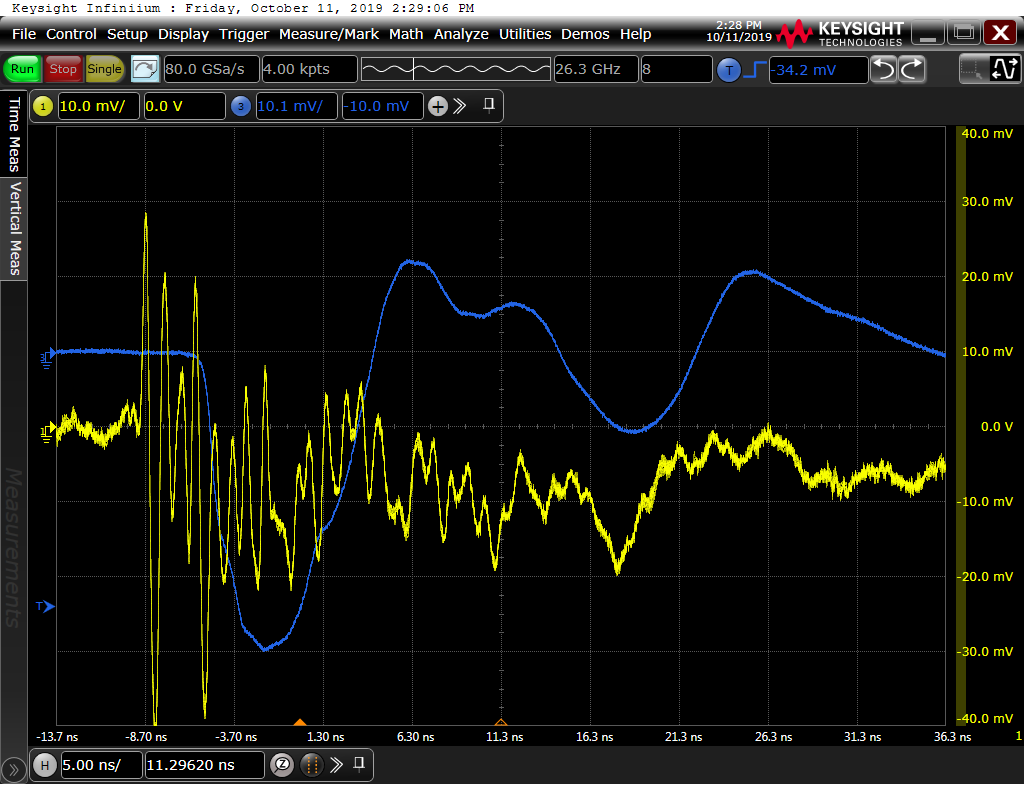 Keysight Infiniium : Friday, October 11, 2019 2:29:06 PM
File Control Setup Display Trigger Measure/Mark Math Analyze Utilities Demos Help
2:28 PM
10/11/2019
KEYSIGHT
TECHNOLOGIES
Run Stop Single 80.0 GSa/s 4.00 kpts 26.3 GHz 8 T -34.2 mV
1 10.0 mV/ 0.0 V 3 10.1 mV/ -10.0 mV
Time Meas
Vertical Meas
Measurements
40.0 mV
30.0 mV
20.0 mV
3
10.0 mV
1
0.0 V
-10.0 mV
-20.0 mV
T
-30.0 mV
-40.0 mV
-13.7 ns -8.70 ns -3.70 ns 1.30 ns 6.30 ns 11.3 ns 16.3 ns 21.3 ns 26.3 ns 31.3 ns 36.3 ns 1
H 5.00 ns/ 11.29620 ns Z